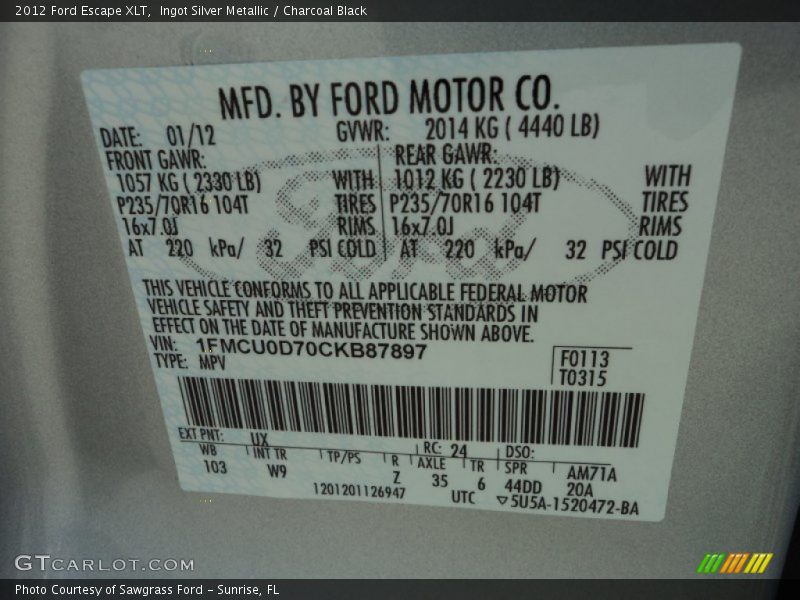 2012 Ford Escape XLT, Ingot Silver Metallic / Charcoal Black
MFD. BY FORD MOTOR CO.
DATE: 01/12 GVWR: 2014 KG ( 4440 LB)
FRONT GAWR: REAR GAWR:
1057 KG ( 2330 LB) WITH 1012 KG ( 2230 LB) WITH
P235/70R16 104T TIRES P235/70R16 104T TIRES
16x7.0J RIMS 16x7.0J RIMS
AT 220 kPa/ 32 PSI COLD AT 220 kPa/ 32 PSI COLD
Ford
THIS VEHICLE CONFORMS TO ALL APPLICABLE FEDERAL MOTOR
VEHICLE SAFETY AND THEFT PREVENTION STANDARDS IN
EFFECT ON THE DATE OF MANUFACTURE SHOWN ABOVE.
VIN: 1FMCU0D70CKB87897
TYPE: MPV
F0113
T0315
EXT PNT: UX RC: 24 DSO:
WB INT TR TP/PS R AXLE TR SPR AM71A
103 W9 Z 35 6 44DD 20A
1201201126947 UTC ▽5U5A-1520472-BA
GTCARLOT.COM
Photo Courtesy of Sawgrass Ford - Sunrise, FL